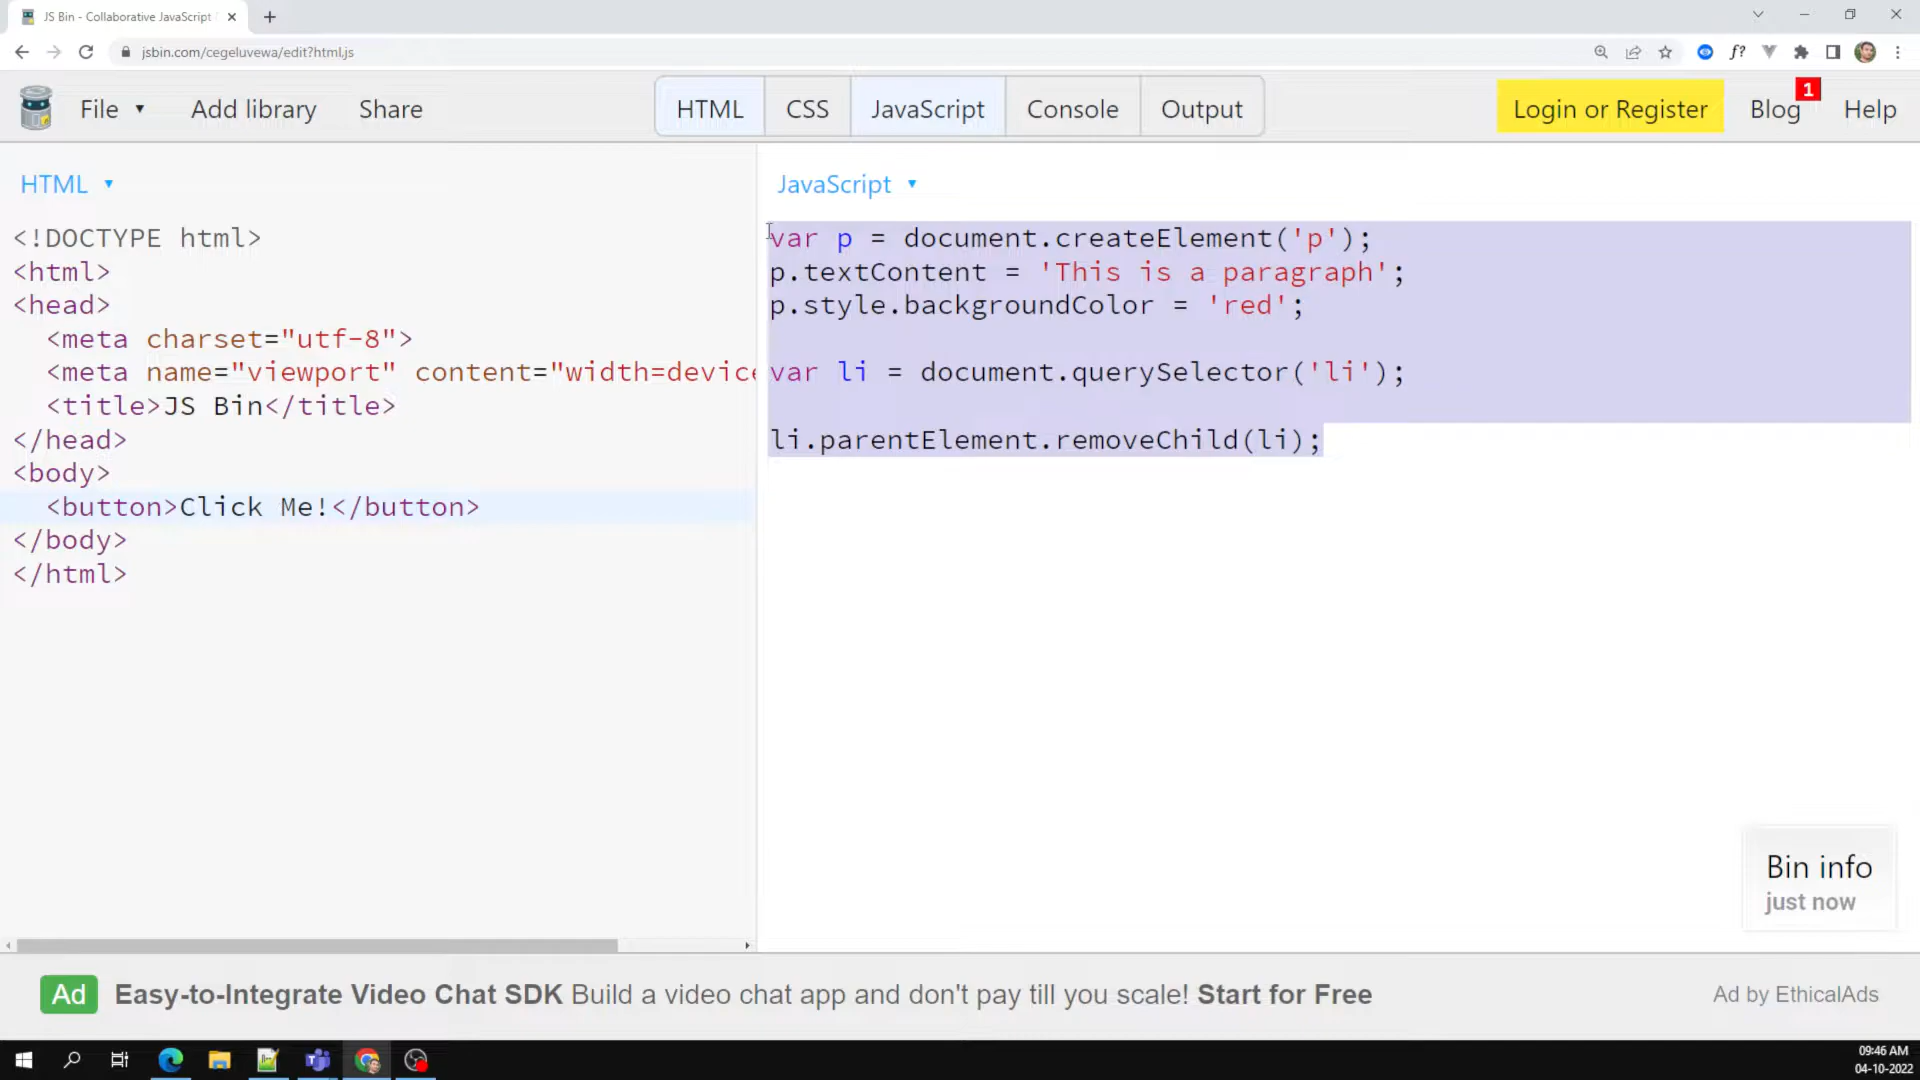 JS Bin - Collaborative JavaScript
jsbin.com/cegeluvewa/edit?html,js
f?
File
Add library
Share
HTML
CSS
JavaScript
Console
Output
Login or Register
Blog
1
Help
HTML
<!DOCTYPE html>
<html>
<head>
<meta charset="utf-8">
<meta name="viewport" content="width=device
<title>JS Bin</title>
</head>
<body>
<button>Click Me!</button>
</body>
</html>
JavaScript
var p = document.createElement('p');
p.textContent = 'This is a paragraph';
p.style.backgroundColor = 'red';
var li = document.querySelector('li');
li.parentElement.removeChild(li);
Bin info
just now
Ad
Easy-to-Integrate Video Chat SDK Build a video chat app and don't pay till you scale! Start for Free
Ad by EthicalAds
09:46 AM
04-10-2022